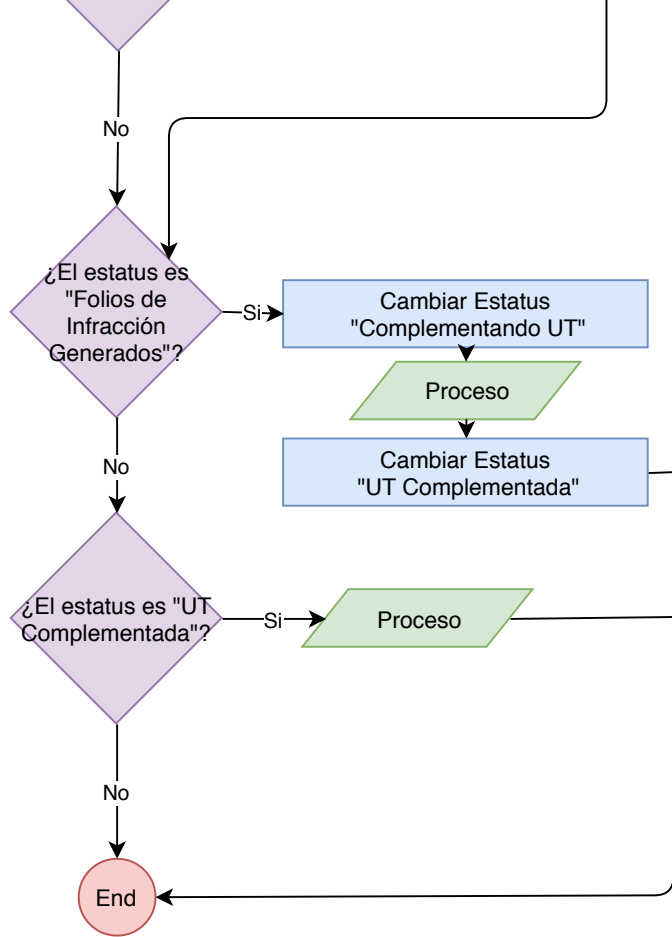 No
¿El estatus es
"Folios de
Infracción
Generados"?
Si
Cambiar Estatus
"Complementando UT"
Proceso
Cambiar Estatus
"UT Complementada"
No
¿El estatus es "UT
Complementada"?
Si
Proceso
No
End